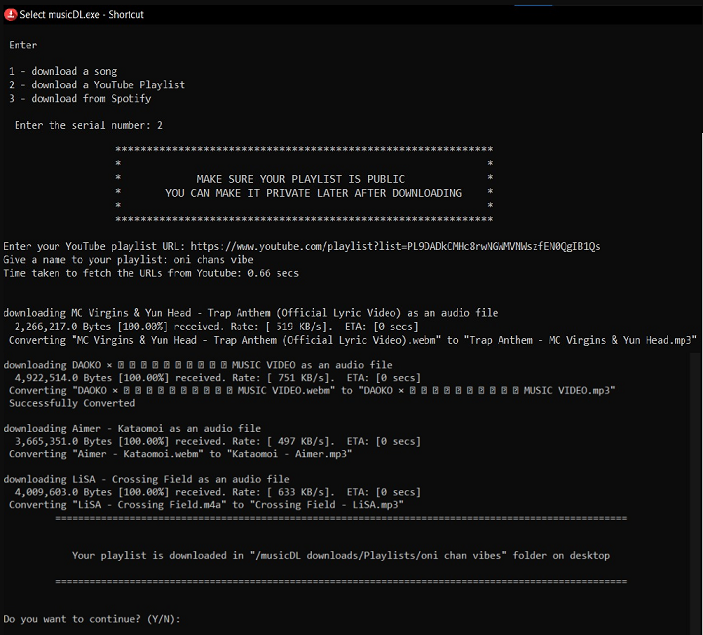 Select musicDL.exe - Shortcut
Enter
1 - download a song
2 - download a YouTube Playlist
3 - download from Spotify
Enter the serial number: 2
************************************************************
* *
* MAKE SURE YOUR PLAYLIST IS PUBLIC *
* YOU CAN MAKE IT PRIVATE LATER AFTER DOWNLOADING *
* *
************************************************************
Enter your YouTube playlist URL: https://www.youtube.com/playlist?list=PL9DADkCMHc8rwNGWMVNWszfEN0QgIB1Qs
Give a name to your playlist: oni chans vibe
Time taken to fetch the URLs from Youtube: 0.66 secs
downloading MC Virgins & Yun Head - Trap Anthem (Official Lyric Video) as an audio file
2,266,217.0 Bytes [100.00%] received. Rate: [ 519 KB/s]. ETA: [0 secs]
Converting "MC Virgins & Yun Head - Trap Anthem (Official Lyric Video).webm" to "Trap Anthem - MC Virgins & Yun Head.mp3"
downloading DAOKO × ⍰ ⍰ ⍰ ⍰ ⍰ ⍰ ⍰ ⍰ ⍰ ⍰ MUSIC VIDEO as an audio file
4,922,514.0 Bytes [100.00%] received. Rate: [ 751 KB/s]. ETA: [0 secs]
Converting "DAOKO × ⍰ ⍰ ⍰ ⍰ ⍰ ⍰ ⍰ ⍰ ⍰ ⍰ MUSIC VIDEO.webm" to "DAOKO × ⍰ ⍰ ⍰ ⍰ ⍰ ⍰ ⍰ ⍰ ⍰ ⍰ MUSIC VIDEO.mp3"
Successfully Converted
downloading Aimer - Kataomoi as an audio file
3,665,351.0 Bytes [100.00%] received. Rate: [ 497 KB/s]. ETA: [0 secs]
Converting "Aimer - Kataomoi.webm" to "Kataomoi - Aimer.mp3"
downloading LiSA - Crossing Field as an audio file
4,009,603.0 Bytes [100.00%] received. Rate: [ 633 KB/s]. ETA: [0 secs]
Converting "LiSA - Crossing Field.m4a" to "Crossing Field - LiSA.mp3"
==========================================================================================
Your playlist is downloaded in "/musicDL downloads/Playlists/oni chan vibes" folder on desktop
==========================================================================================
Do you want to continue? (Y/N):